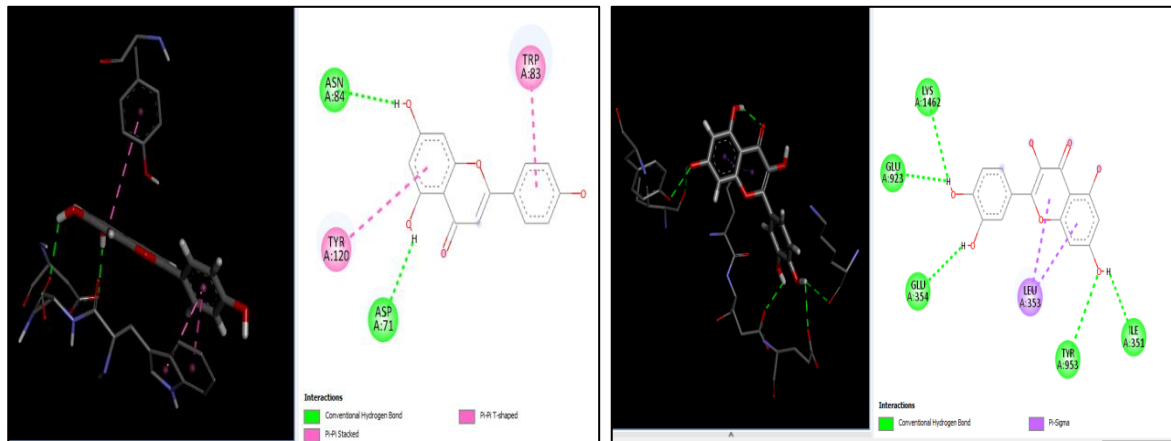 TRP
A:83
ASN
A:84
H
O
O
O
O
H
O
TYR
A:120
ASP
A:71
Interactions
Conventional Hydrogen Bond
Pi-Pi Stacked
Pi-Pi T-shaped
LYS
A:1462
GLU
A:923
H
O
O
O
O
O
H
O
O
O
H
GLU
A:354
LEU
A:353
TYR
A:953
ILE
A:351
Interactions
Conventional Hydrogen Bond
Pi-Sigma